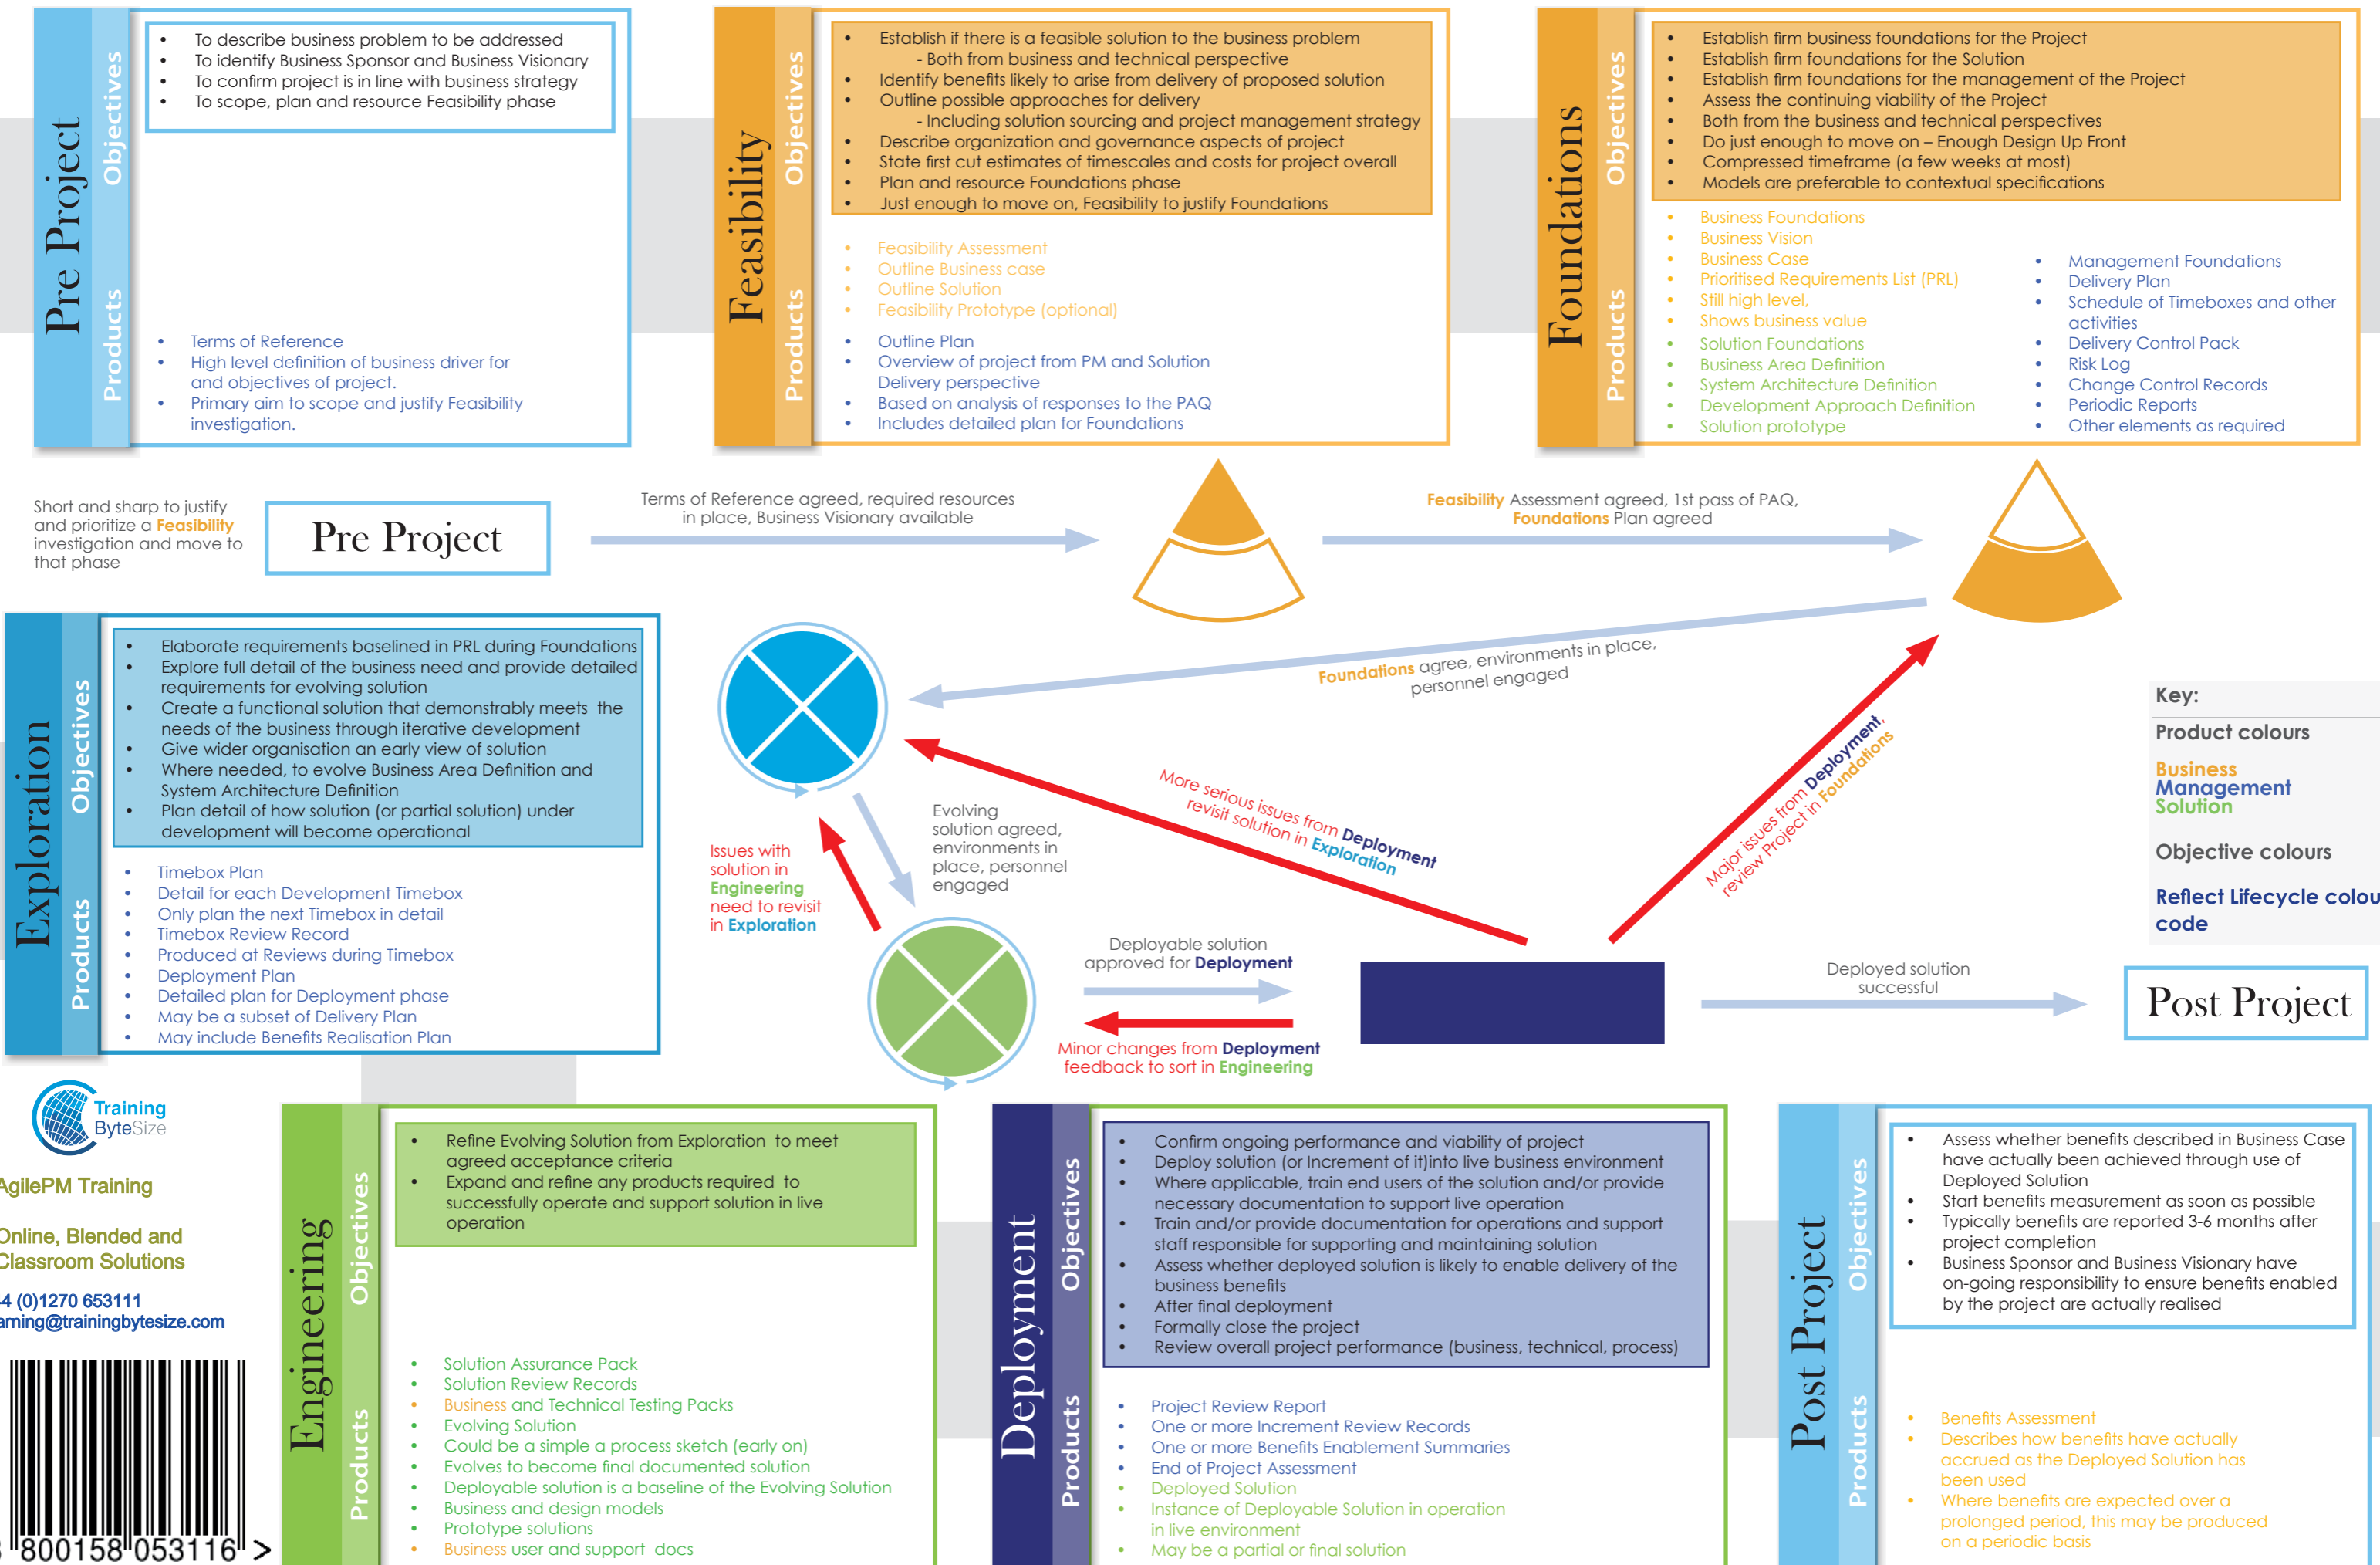 Pre Project
Objectives
Products
• To describe business problem to be addressed
• To identify Business Sponsor and Business Visionary
• To confirm project is in line with business strategy
• To scope, plan and resource Feasibility phase
• Terms of Reference
• High level definition of business driver for
and objectives of project.
• Primary aim to scope and justify Feasibility
investigation.
Feasibility
Objectives
Products
• Establish if there is a feasible solution to the business problem
- Both from business and technical perspective
• Identify benefits likely to arise from delivery of proposed solution
• Outline possible approaches for delivery
- Including solution sourcing and project management strategy
• Describe organization and governance aspects of project
• State first cut estimates of timescales and costs for project overall
• Plan and resource Foundations phase
• Just enough to move on, Feasibility to justify Foundations
• Feasibility Assessment
• Outline Business case
• Outline Solution
• Feasibility Prototype (optional)
• Outline Plan
• Overview of project from PM and Solution
Delivery perspective
• Based on analysis of responses to the PAQ
• Includes detailed plan for Foundations
Foundations
Objectives
Products
• Establish firm business foundations for the Project
• Establish firm foundations for the Solution
• Establish firm foundations for the management of the Project
• Assess the continuing viability of the Project
• Both from the business and technical perspectives
• Do just enough to move on – Enough Design Up Front
• Compressed timeframe (a few weeks at most)
• Models are preferable to contextual specifications
• Business Foundations
• Business Vision
• Business Case
• Prioritised Requirements List (PRL)
• Still high level,
• Shows business value
• Solution Foundations
• Business Area Definition
• System Architecture Definition
• Development Approach Definition
• Solution prototype
• Management Foundations
• Delivery Plan
• Schedule of Timeboxes and other
activities
• Delivery Control Pack
• Risk Log
• Change Control Records
• Periodic Reports
• Other elements as required
Short and sharp to justify
and prioritize a Feasibility
investigation and move to
that phase
Pre Project
Terms of Reference agreed, required resources
in place, Business Visionary available
Feasibility Assessment agreed, 1st pass of PAQ,
Foundations Plan agreed
Foundations agree, environments in place,
personnel engaged
Exploration
Objectives
Products
• Elaborate requirements baselined in PRL during Foundations
• Explore full detail of the business need and provide detailed
requirements for evolving solution
• Create a functional solution that demonstrably meets the
needs of the business through iterative development
• Give wider organisation an early view of solution
• Where needed, to evolve Business Area Definition and
System Architecture Definition
• Plan detail of how solution (or partial solution) under
development will become operational
• Timebox Plan
• Detail for each Development Timebox
• Only plan the next Timebox in detail
• Timebox Review Record
• Produced at Reviews during Timebox
• Deployment Plan
• Detailed plan for Deployment phase
• May be a subset of Delivery Plan
• May include Benefits Realisation Plan
Issues with
solution in
Engineering
need to revisit
in Exploration
Evolving
solution agreed,
environments in
place, personnel
engaged
More serious issues from Deployment
revisit solution in Exploration
Major issues from Deployment,
review Project in Foundations
Deployable solution
approved for Deployment
Minor changes from Deployment
feedback to sort in Engineering
Deployed solution
successful
Post Project
Key:
Product colours
Business
Management
Solution
Objective colours
Reflect Lifecycle colou
code
Training
ByteSize
AgilePM Training
Online, Blended and
Classroom Solutions
4 (0)1270 653111
arning@trainingbytesize.com
800158 053116 >
Engineering
Objectives
Products
• Refine Evolving Solution from Exploration to meet
agreed acceptance criteria
• Expand and refine any products required to
successfully operate and support solution in live
operation
• Solution Assurance Pack
• Solution Review Records
• Business and Technical Testing Packs
• Evolving Solution
• Could be a simple a process sketch (early on)
• Evolves to become final documented solution
• Deployable solution is a baseline of the Evolving Solution
• Business and design models
• Prototype solutions
• Business user and support docs
Deployment
Objectives
Products
• Confirm ongoing performance and viability of project
• Deploy solution (or Increment of it)into live business environment
• Where applicable, train end users of the solution and/or provide
necessary documentation to support live operation
• Train and/or provide documentation for operations and support
staff responsible for supporting and maintaining solution
• Assess whether deployed solution is likely to enable delivery of the
business benefits
• After final deployment
• Formally close the project
• Review overall project performance (business, technical, process)
• Project Review Report
• One or more Increment Review Records
• One or more Benefits Enablement Summaries
• End of Project Assessment
• Deployed Solution
• Instance of Deployable Solution in operation
in live environment
• May be a partial or final solution
Post Project
Objectives
Products
• Assess whether benefits described in Business Case
have actually been achieved through use of
Deployed Solution
• Start benefits measurement as soon as possible
• Typically benefits are reported 3-6 months after
project completion
• Business Sponsor and Business Visionary have
on-going responsibility to ensure benefits enabled
by the project are actually realised
• Benefits Assessment
• Describes how benefits have actually
accrued as the Deployed Solution has
been used
• Where benefits are expected over a
prolonged period, this may be produced
on a periodic basis